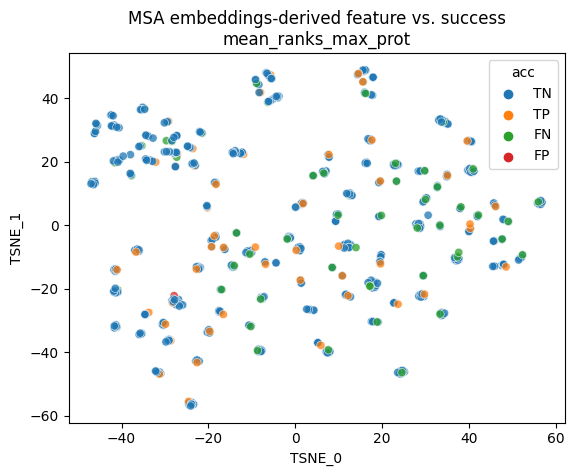 MSA embeddings-derived feature vs. success
mean_ranks_max_prot
acc
TN
TP
FN
FP
TSNE_1
40
20
0
−20
−40
−60
−40
−20
0
20
40
60
TSNE_0